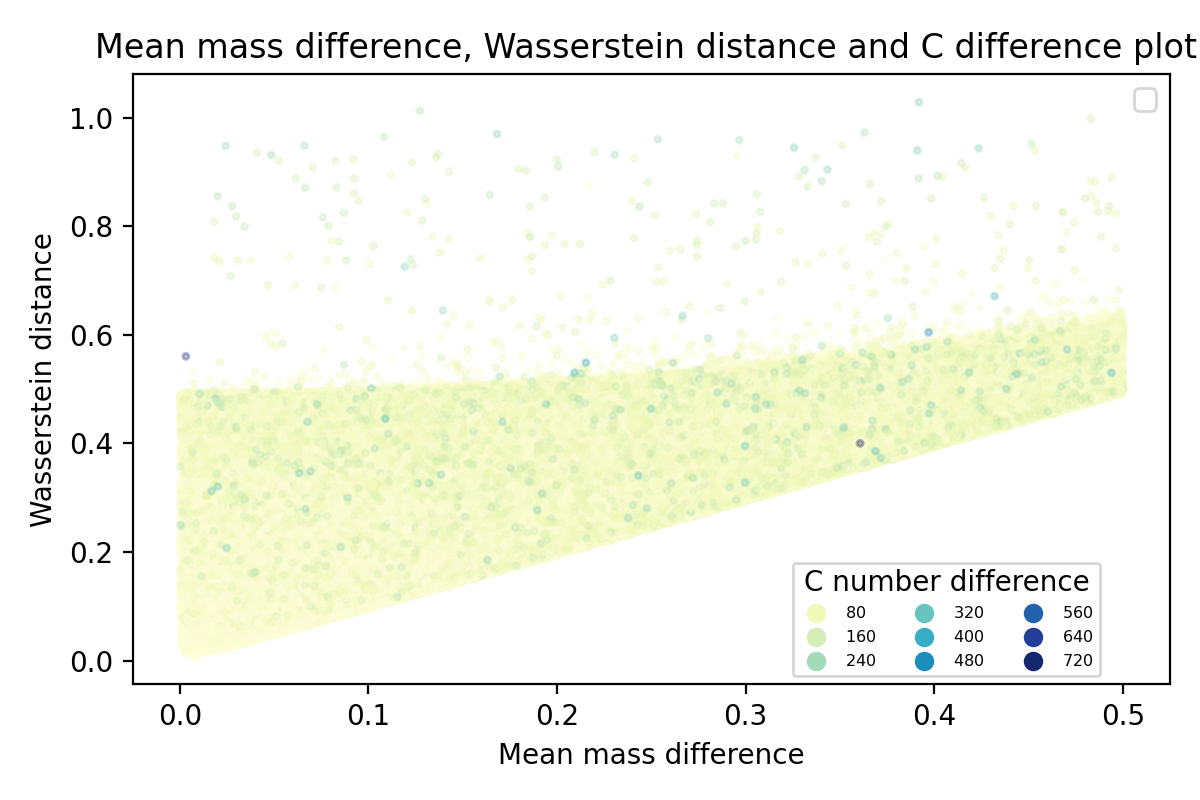 Mean mass difference, Wasserstein distance and C difference plot
Wasserstein distance
1.0
0.8
0.6
0.4
0.2
0.0
C number difference
80 320 560
160 400 640
240 480 720
0.0 0.1 0.2 0.3 0.4 0.5
Mean mass difference